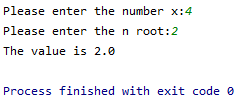 Please enter the number x:4
Please enter the n root:2
The value is 2.0
Process finished with exit code 0